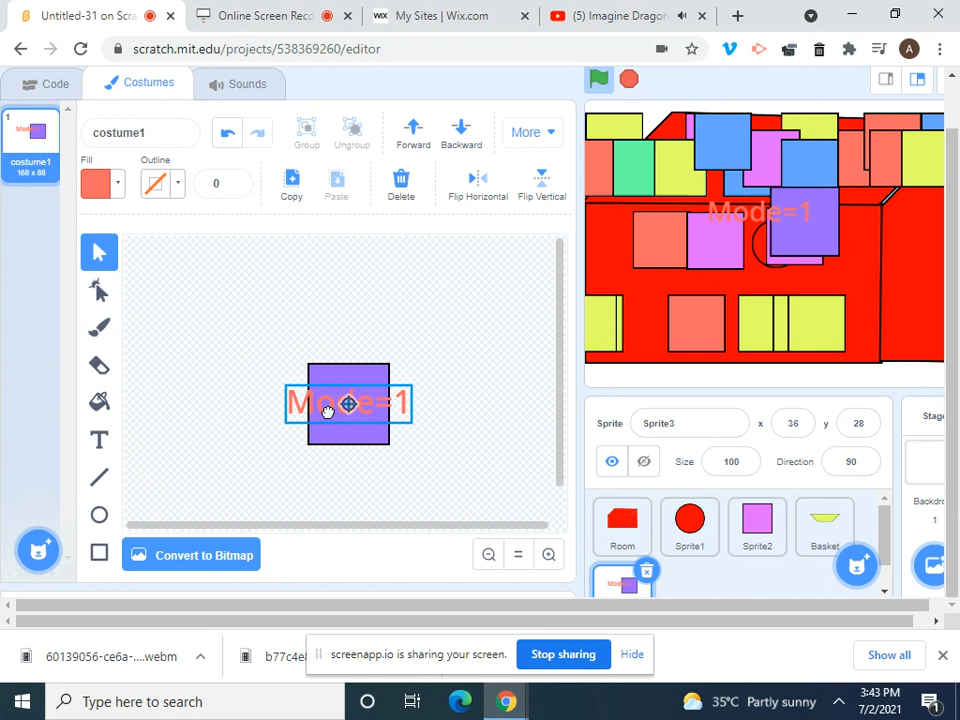 Untitled-31 on Scra
Online Screen Reco
My Sites | Wix.com
(5) Imagine Dragon
scratch.mit.edu/projects/538369260/editor
A
Code
Costumes
Sounds
1
costume1
168 x 88
costume1
Group
Ungroup
Forward
Backward
More
Fill
Outline
0
Copy
Paste
Delete
Flip Horizontal
Flip Vertical
Mode=1
Convert to Bitmap
Mode=1
Sprite
Sprite3
x
36
y
28
Size
100
Direction
90
Room
Sprite1
Sprite2
Basket
Stage
Backdro
1
60139056-ce6a-....webm
screenapp.io is sharing your screen.
Stop sharing
Hide
Show all
Type here to search
35°C Partly sunny
3:43 PM
7/2/2021
1